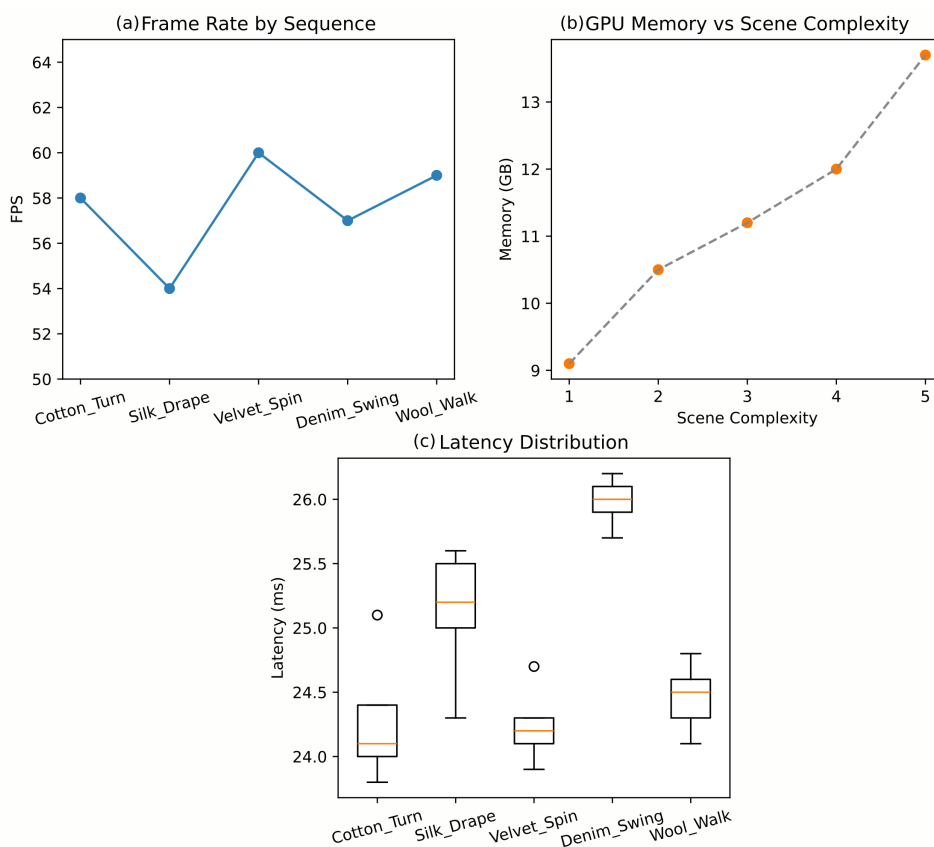 (a) Frame Rate by Sequence
FPS
64
62
60
58
56
54
52
50
Cotton_Turn
Silk_Drape
Velvet_Spin
Denim_Swing
Wool_Walk
(b) GPU Memory vs Scene Complexity
Memory (GB)
13
12
11
10
9
1
2
3
4
5
Scene Complexity
(c) Latency Distribution
Latency (ms)
26.0
25.5
25.0
24.5
24.0
Cotton_Turn
Silk_Drape
Velvet_Spin
Denim_Swing
Wool_Walk